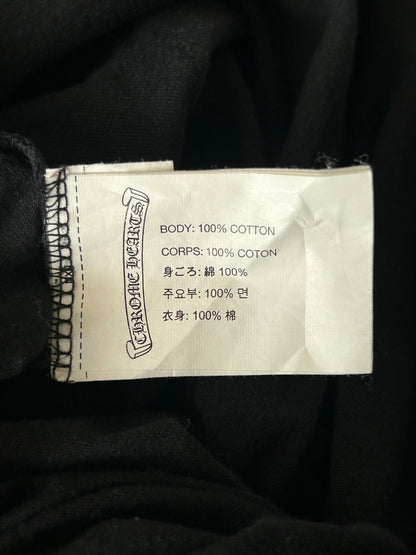 CHROME HEARTS
BODY: 100% COTTON
CORPS: 100% COTON
身ごろ: 綿 100%
주요부: 100% 면
衣身: 100% 棉